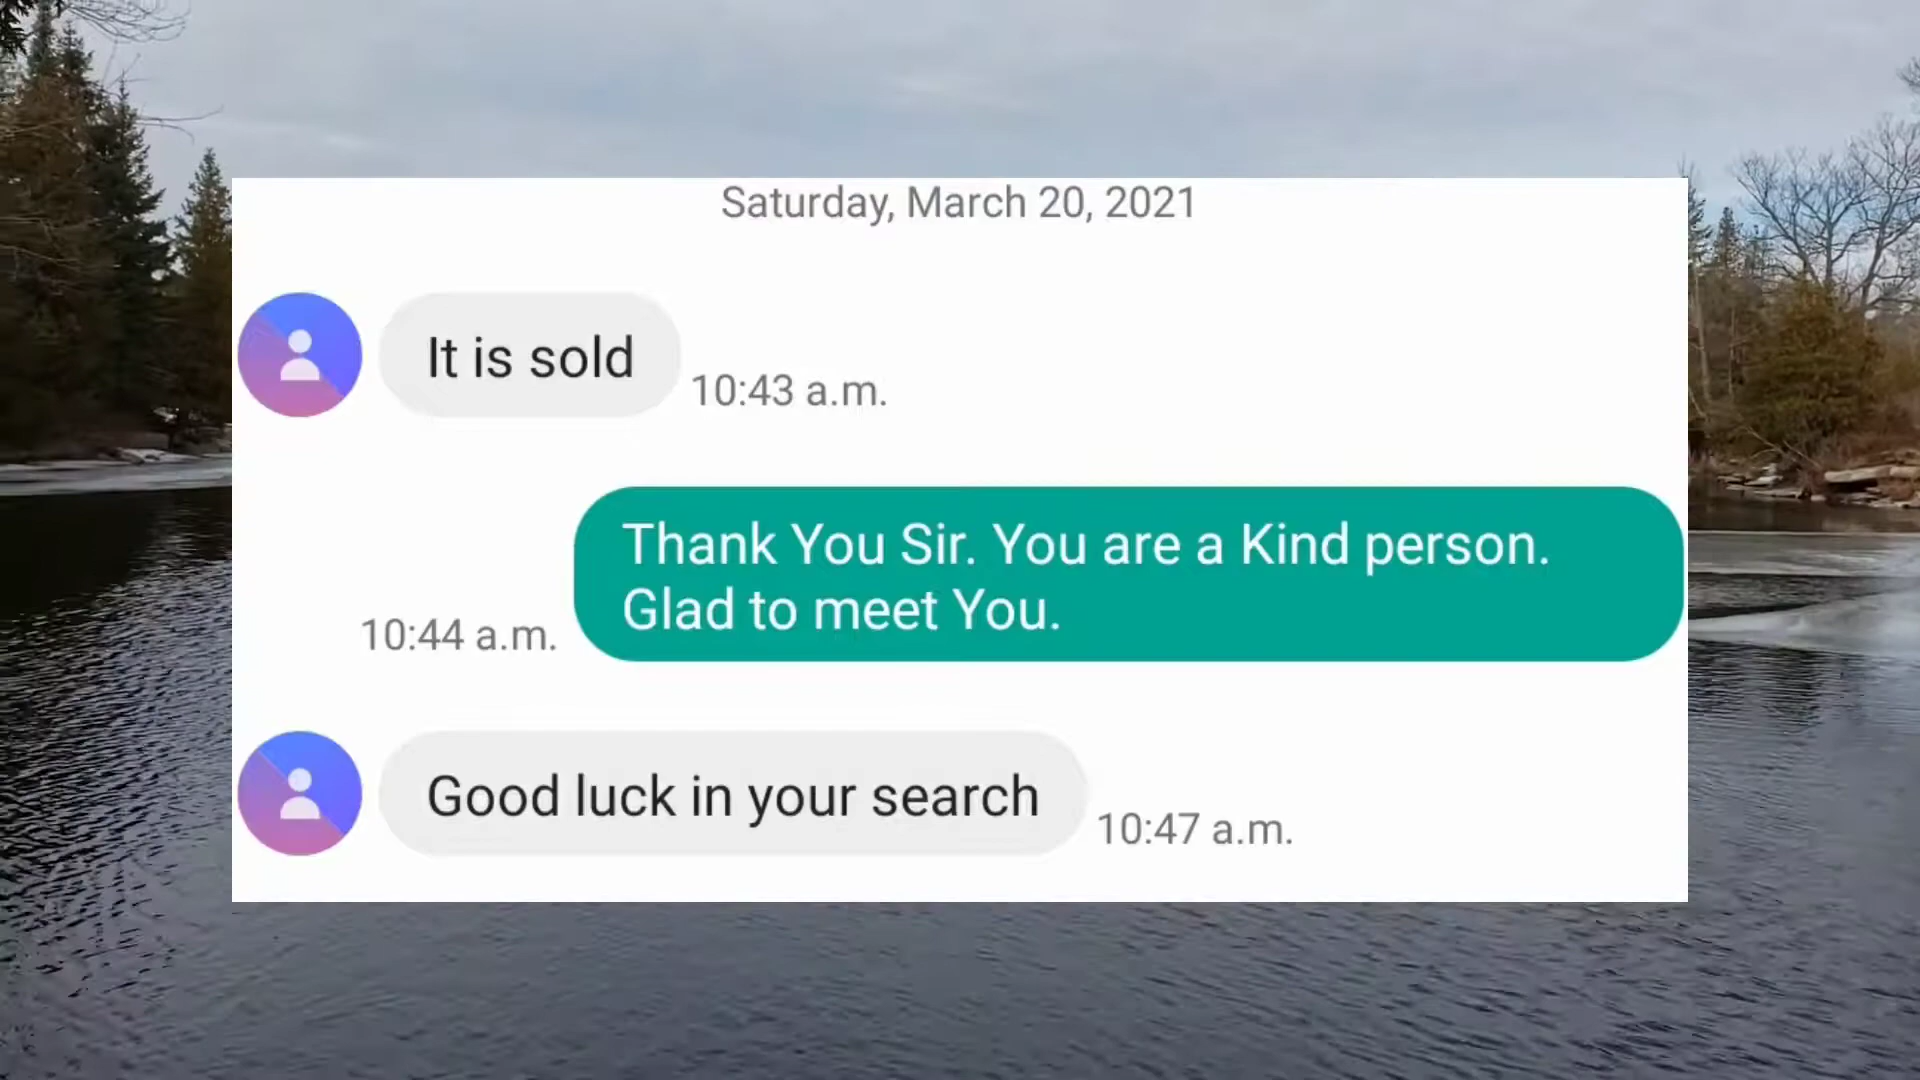 Saturday, March 20, 2021
It is sold
10:43 a.m.
Thank You Sir. You are a Kind person.
Glad to meet You.
10:44 a.m.
Good luck in your search
10:47 a.m.